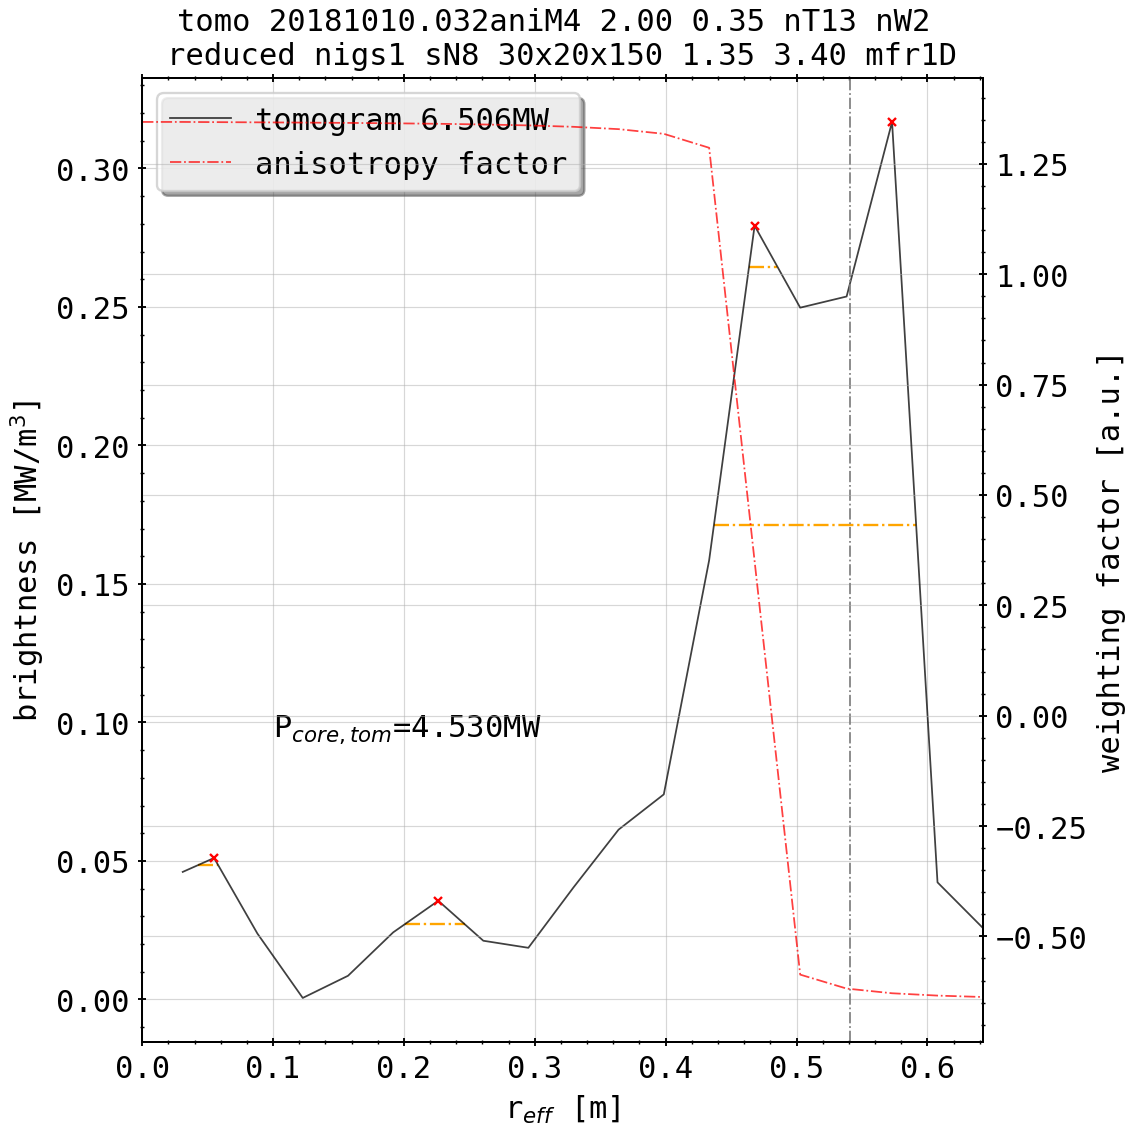 tomo 20181010.032aniM4 2.00 0.35 nT13 nW2
reduced nigs1 sN8 30x20x150 1.35 3.40 mfr1D
tomogram 6.506MW
anisotropy factor
brightness [MW/m³]
0.30
0.25
0.20
0.15
0.10
0.05
0.00
P_core,tom=4.530MW
1.25
1.00
0.75
0.50
0.25
0.00
−0.25
−0.50
weighting factor [a.u.]
0.0 0.1 0.2 0.3 0.4 0.5 0.6
r_eff [m]